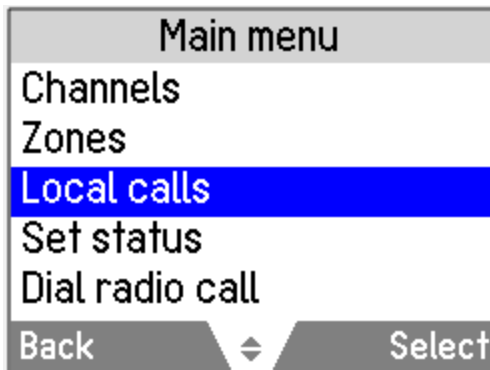 Main menu
Channels
Zones
Local calls
Set status
Dial radio call
Back Select